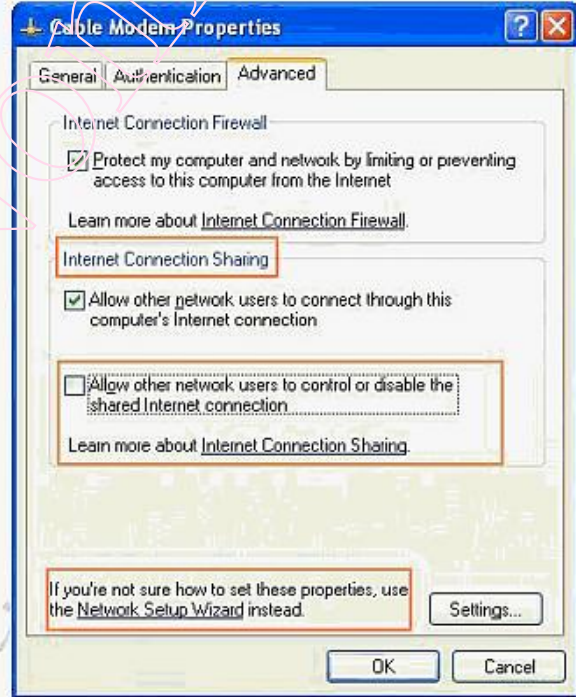 Cable Modem Properties
General Authentication Advanced
Internet Connection Firewall
Protect my computer and network by limiting or preventing
access to this computer from the Internet
Learn more about Internet Connection Firewall.
Internet Connection Sharing
Allow other network users to connect through this
computer's Internet connection
Allow other network users to control or disable the
shared Internet connection
Learn more about Internet Connection Sharing.
If you're not sure how to set these properties, use
the Network Setup Wizard instead.
Settings...
OK Cancel